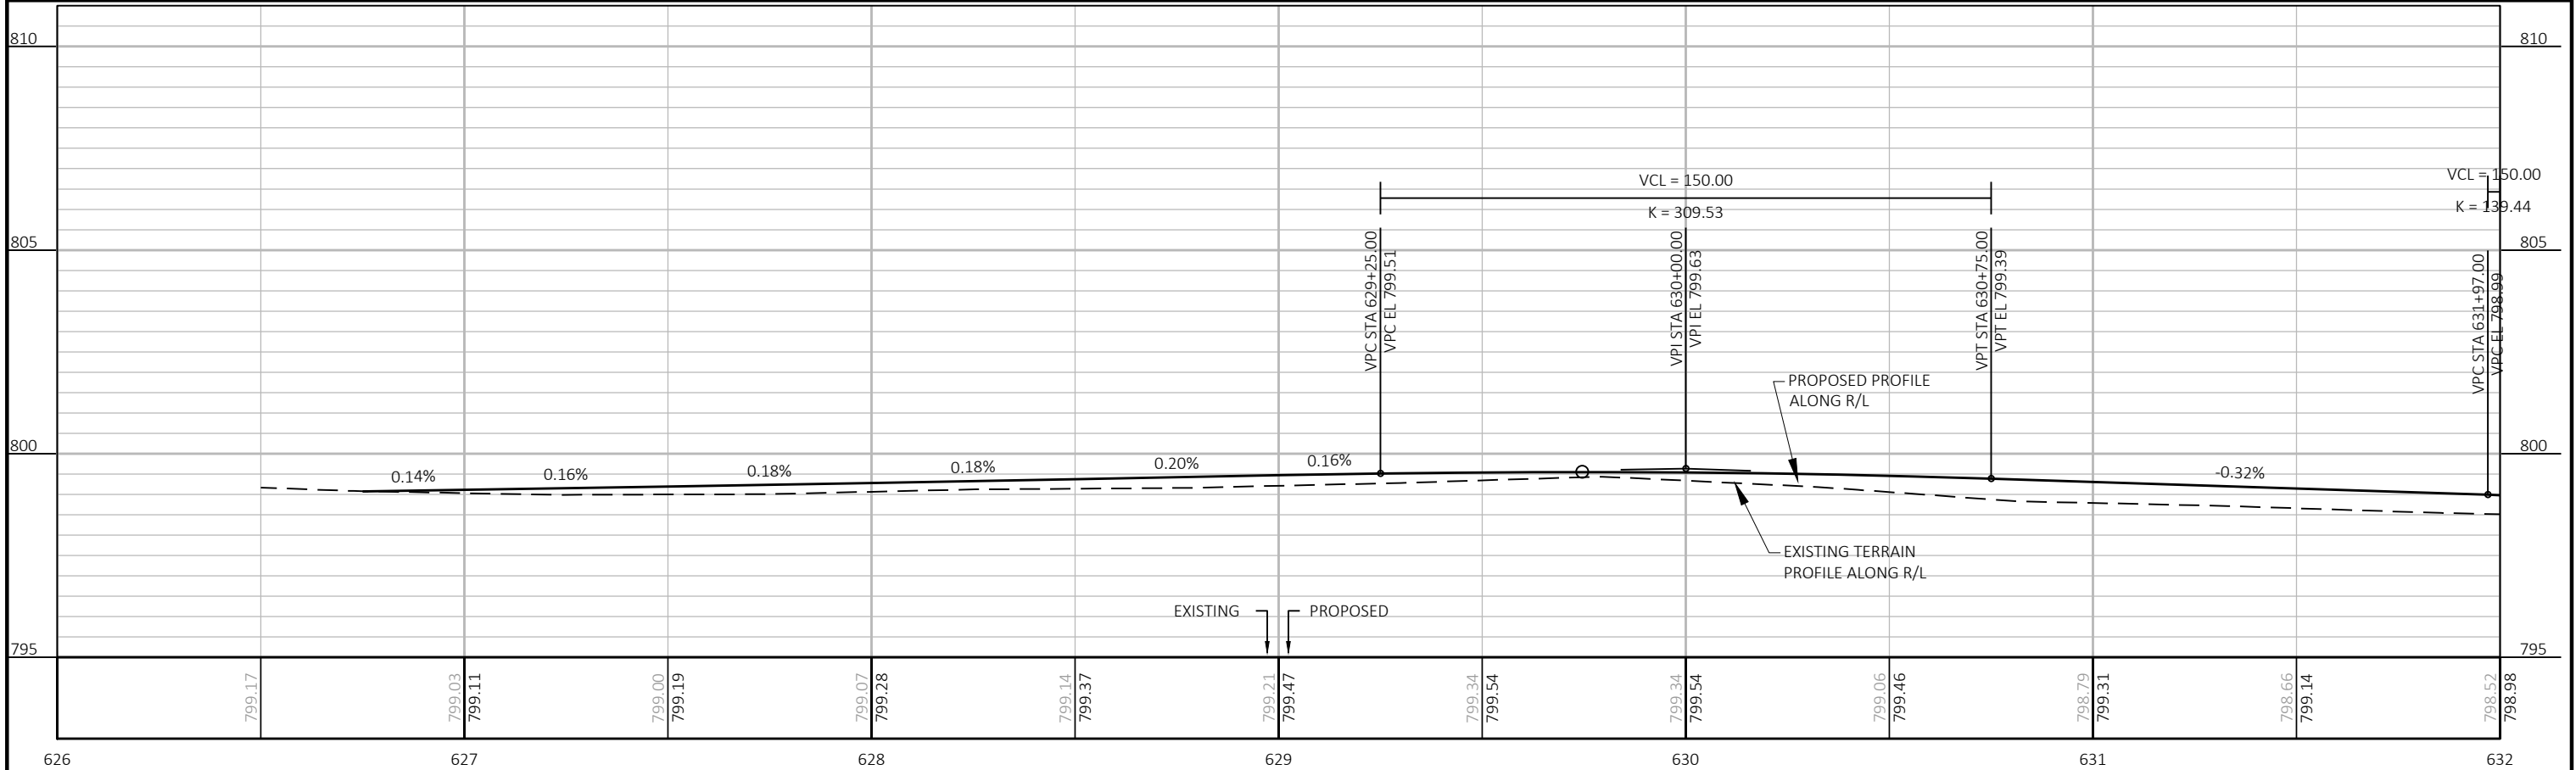 810
810
VCL = 150.00
K = 309.53
VCL = 150.00
K = 139.44
805
805
VPC STA 629+25.00
VPC EL 799.51
VPI STA 630+00.00
VPI EL 799.63
VPT STA 630+75.00
VPT EL 799.39
VPC STA 631+97.00
VPC EL 798.99
PROPOSED PROFILE
ALONG R/L
800
800
0.14%
0.16%
0.18%
0.18%
0.20%
0.16%
-0.32%
EXISTING TERRAIN
PROFILE ALONG R/L
EXISTING
PROPOSED
795
795
799.17
799.03
799.11
799.00
799.19
799.07
799.28
799.14
799.37
799.21
799.47
799.34
799.54
799.34
799.54
799.06
799.46
798.79
799.31
798.66
799.14
798.52
798.98
626
627
628
629
630
631
632